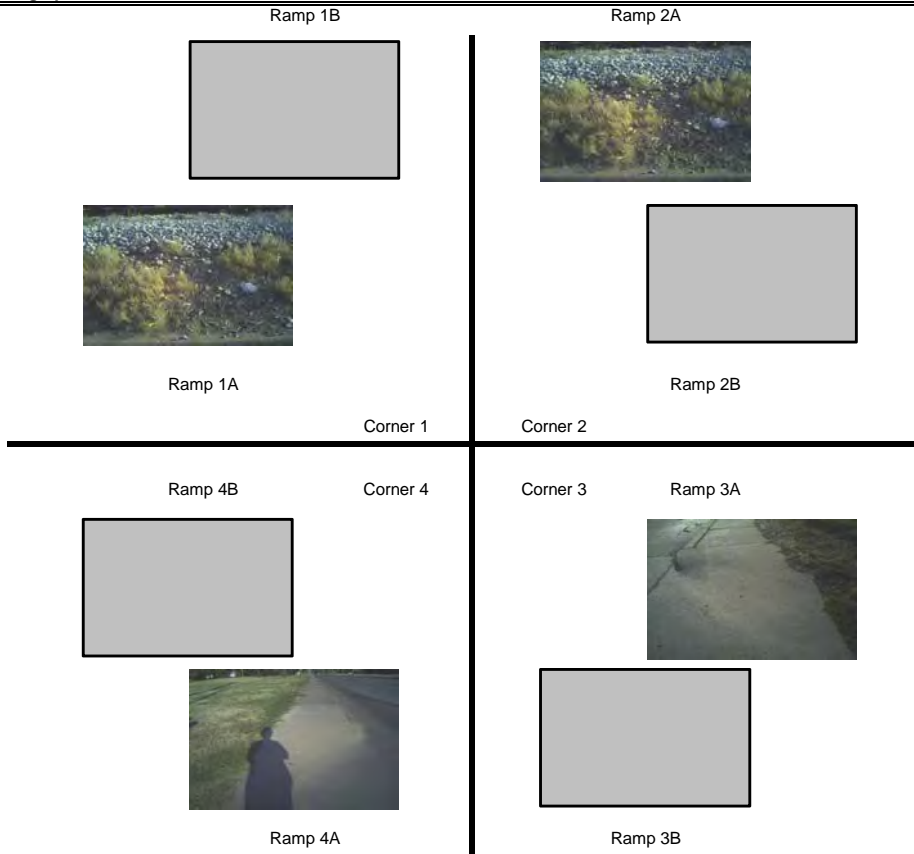 Ramp 1B
Ramp 2A
Ramp 1A
Ramp 2B
Corner 1
Corner 2
Ramp 4B
Corner 4
Corner 3
Ramp 3A
Ramp 4A
Ramp 3B